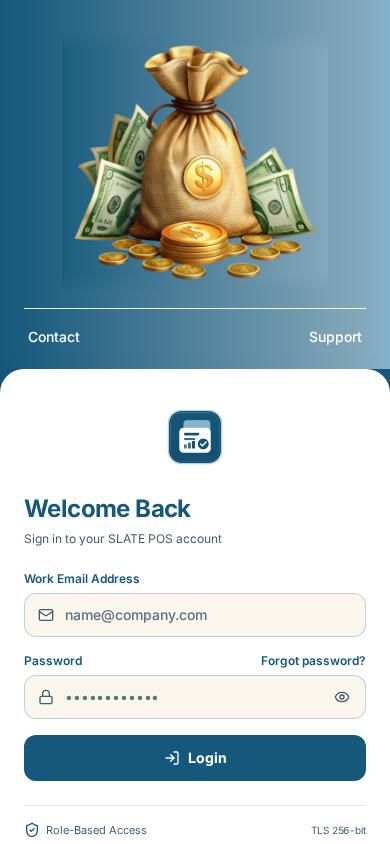 Contact
Support
Welcome Back
Sign in to your SLATE POS account
Work Email Address
name@company.com
Password
Forgot password?
••••••••••••
Login
Role-Based Access
TLS 256-bit